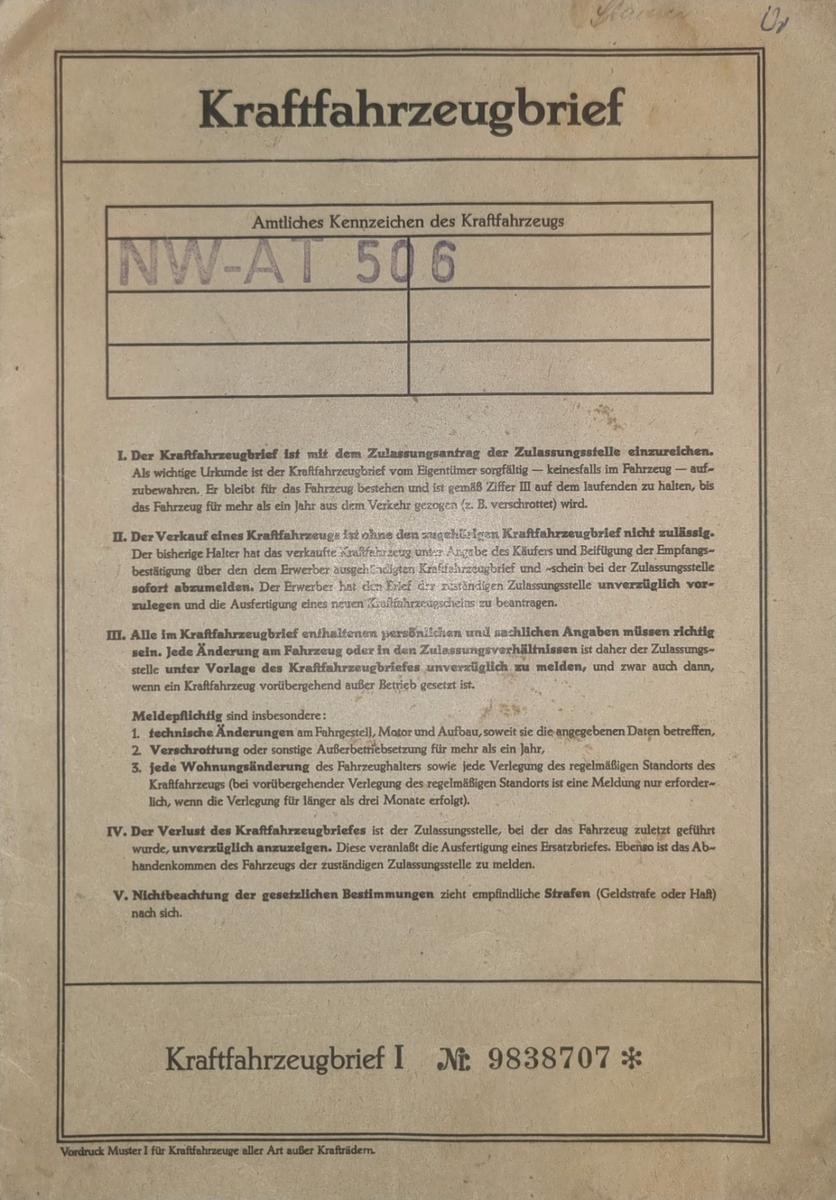 Kraftfahrzeugbrief
Amtliches Kennzeichen des Kraftfahrzeugs
NW-AT 506
I. Der Kraftfahrzeugbrief ist mit dem Zulassungsantrag der Zulassungsstelle einzureichen.
Als wichtige Urkunde ist der Kraftfahrzeugbrief vom Eigentümer sorgfältig — keinesfalls im Fahrzeug — auf-
zubewahren. Er bleibt für das Fahrzeug bestehen und ist gemäß Ziffer III auf dem laufenden zu halten, bis
das Fahrzeug für mehr als ein Jahr aus dem Verkehr gezogen (z. B. verschrottet) wird.
II. Der Verkauf eines Kraftfahrzeugs ist ohne den zugehörigen Kraftfahrzeugbrief nicht zulässig.
Der bisherige Halter hat das verkaufte Kraftfahrzeug unter Angabe des Käufers und Beifügung der Empfangs-
bestätigung über den dem Erwerber ausgehändigten Kraftfahrzeugbrief und -schein bei der Zulassungsstelle
sofort abzumelden. Der Erwerber hat den Brief der zuständigen Zulassungsstelle unverzüglich vor-
zulegen und die Ausfertigung eines neuen Kraftfahrzeugscheins zu beantragen.
III. Alle im Kraftfahrzeugbrief enthaltenen persönlichen und sachlichen Angaben müssen richtig
sein. Jede Änderung am Fahrzeug oder in den Zulassungsverhältnissen ist daher der Zulassungs-
stelle unter Vorlage des Kraftfahrzeugbriefes unverzüglich zu melden, und zwar auch dann,
wenn ein Kraftfahrzeug vorübergehend außer Betrieb gesetzt ist.
Meldepflichtig sind insbesondere:
1. technische Änderungen am Fahrgestell, Motor und Aufbau, soweit sie die angegebenen Daten betreffen,
2. Verschrottung oder sonstige Außerbetriebsetzung für mehr als ein Jahr,
3. jede Wohnungsänderung des Fahrzeughalters sowie jede Verlegung des regelmäßigen Standorts des
Kraftfahrzeugs (bei vorübergehender Verlegung des regelmäßigen Standorts ist eine Meldung nur erforder-
lich, wenn die Verlegung für länger als drei Monate erfolgt).
IV. Der Verlust des Kraftfahrzeugbriefes ist der Zulassungsstelle, bei der das Fahrzeug zuletzt geführt
wurde, unverzüglich anzuzeigen. Diese veranlaßt die Ausfertigung eines Ersatzbriefes. Ebenso ist das Ab-
handenkommen des Fahrzeugs der zuständigen Zulassungsstelle zu melden.
V. Nichtbeachtung der gesetzlichen Bestimmungen zieht empfindliche Strafen (Geldstrafe oder Haft)
nach sich.
Kraftfahrzeugbrief I Nr. 9838707 *
Vordruck Muster I für Kraftfahrzeuge aller Art außer Krafträdern.